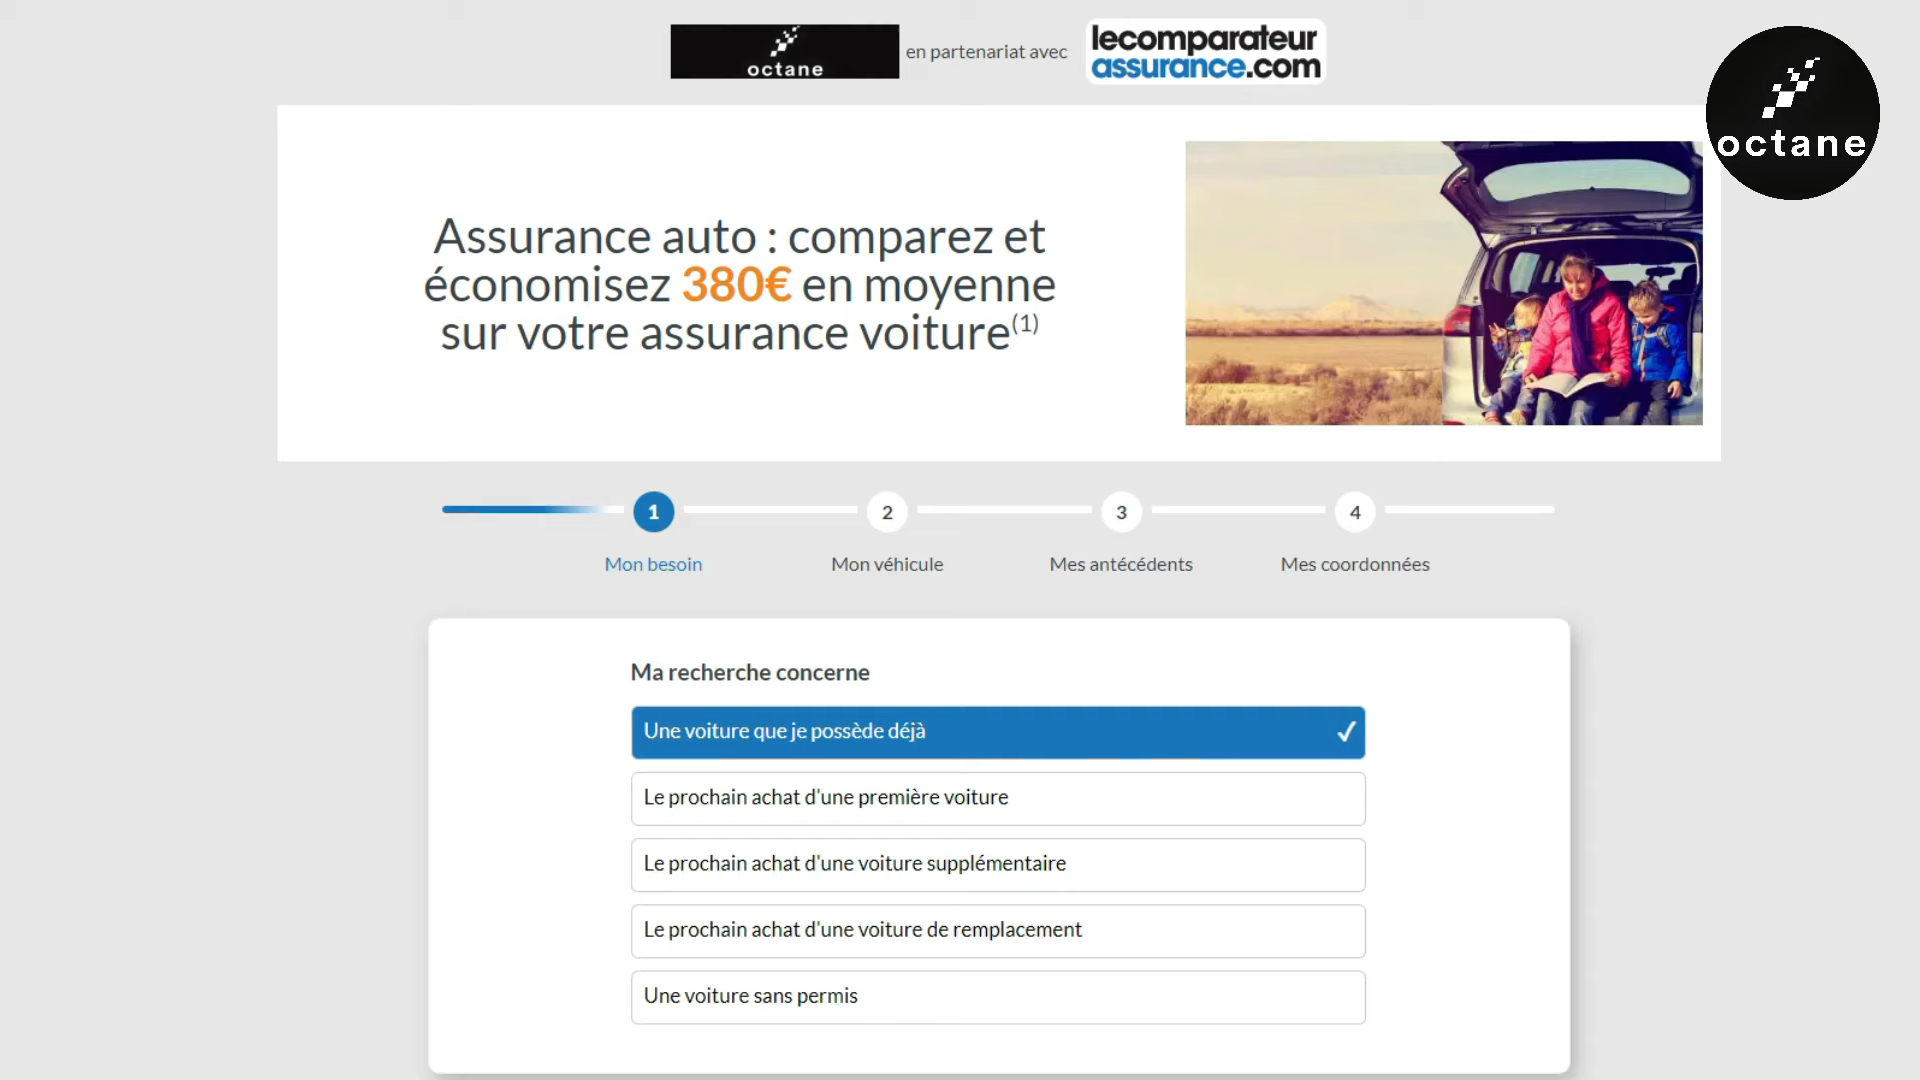 octane
en partenariat avec
lecomparateur
assurance.com
octane
Assurance auto : comparez et
économisez 380€ en moyenne
sur votre assurance voiture(1)
1
2
3
4
Mon besoin
Mon véhicule
Mes antécédents
Mes coordonnées
Ma recherche concerne
Une voiture que je possède déjà
Le prochain achat d'une première voiture
Le prochain achat d'une voiture supplémentaire
Le prochain achat d'une voiture de remplacement
Une voiture sans permis